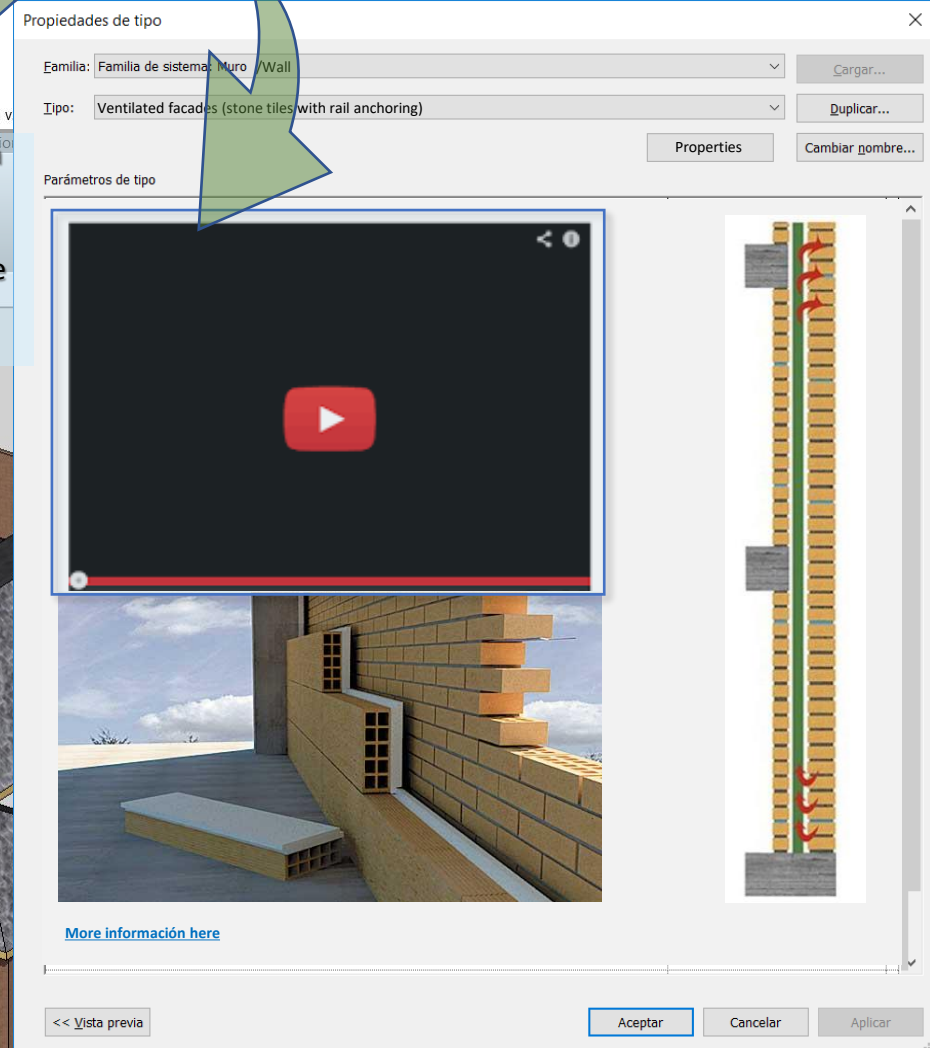 Propiedades de tipo
Familia: Familia de sistema: Muro /Wall
Cargar...
Tipo: Ventilated facades (stone tiles with rail anchoring)
Duplicar...
Properties
Cambiar nombre...
Parámetros de tipo
More información here
<< Vista previa
Aceptar
Cancelar
Aplicar